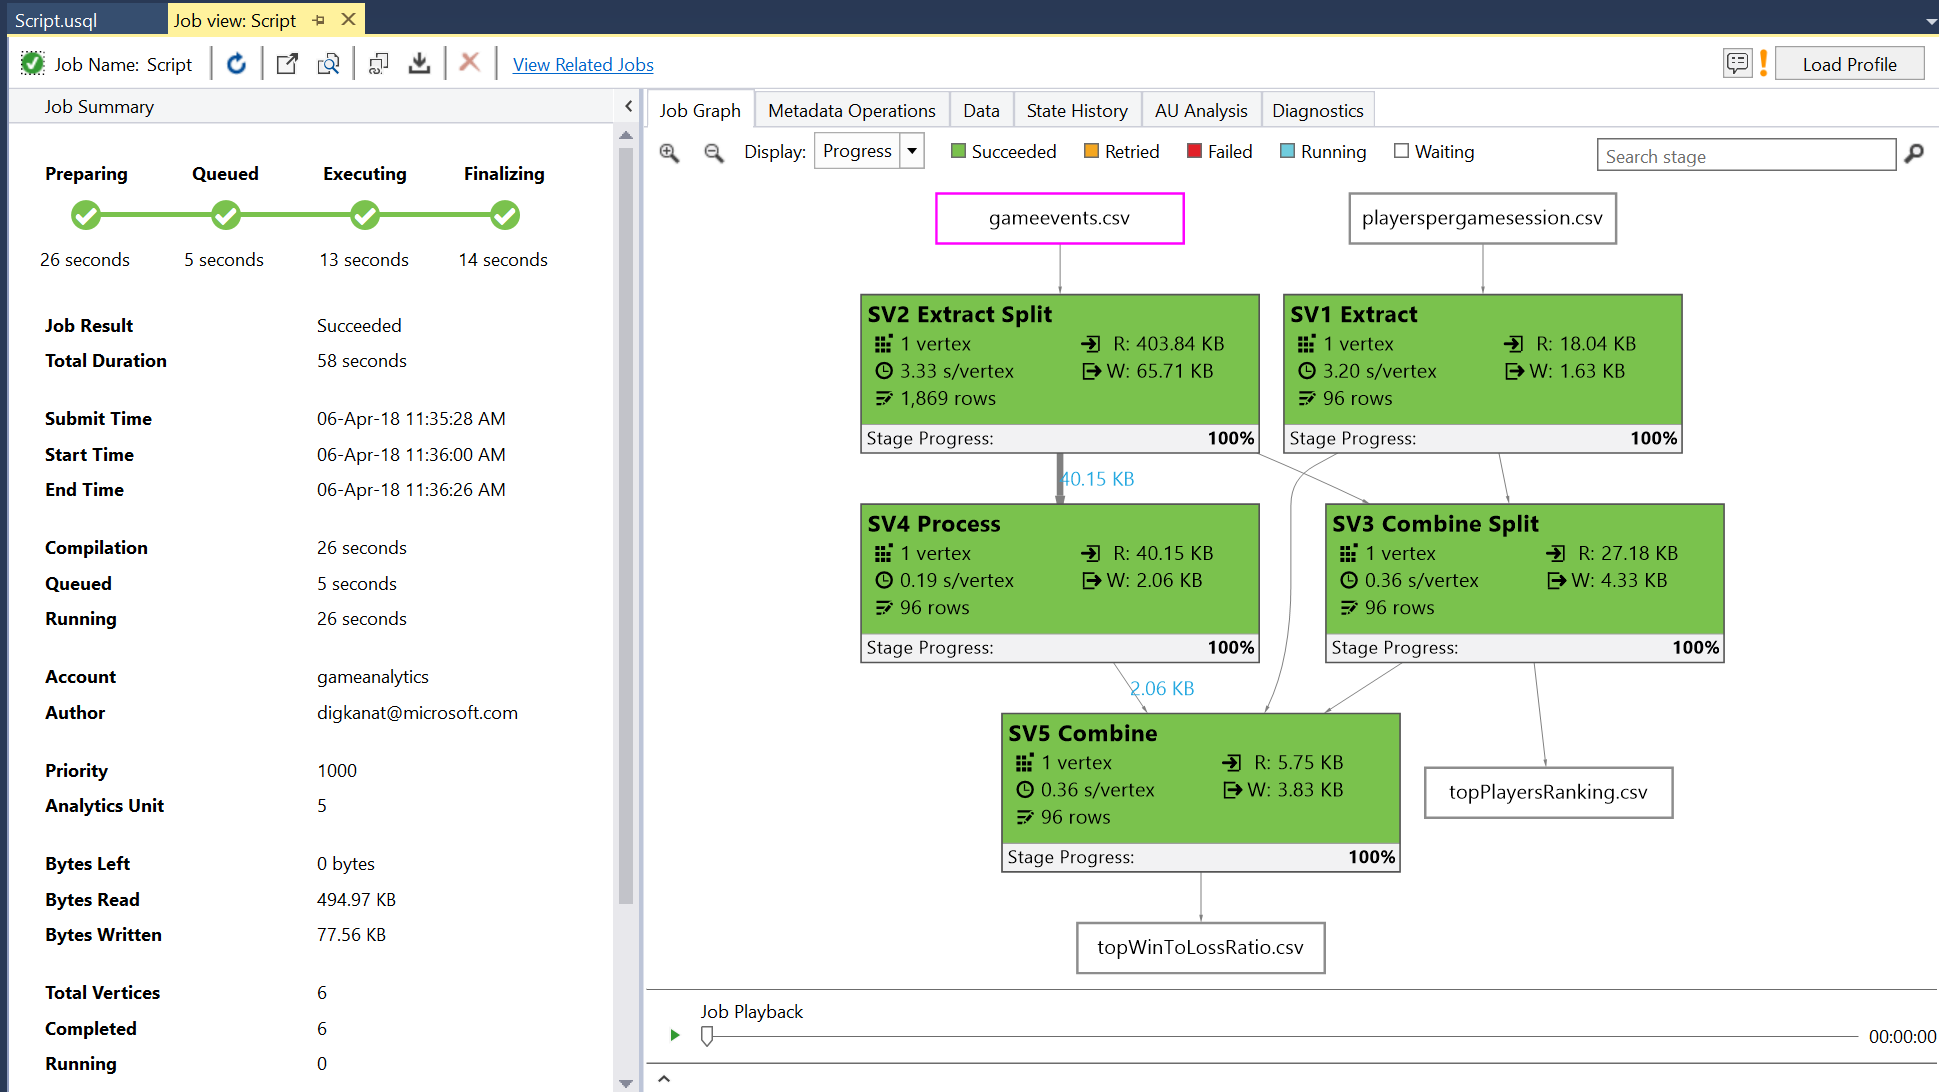 Script.usql
Job view: Script
Job Name: Script
View Related Jobs
Load Profile
Job Summary
Preparing Queued Executing Finalizing
26 seconds 5 seconds 13 seconds 14 seconds
Job Result Succeeded
Total Duration 58 seconds
Submit Time 06-Apr-18 11:35:28 AM
Start Time 06-Apr-18 11:36:00 AM
End Time 06-Apr-18 11:36:26 AM
Compilation 26 seconds
Queued 5 seconds
Running 26 seconds
Account gameanalytics
Author digkanat@microsoft.com
Priority 1000
Analytics Unit 5
Bytes Left 0 bytes
Bytes Read 494.97 KB
Bytes Written 77.56 KB
Total Vertices 6
Completed 6
Running 0
Job Graph Metadata Operations Data State History AU Analysis Diagnostics
Display: Progress Succeeded Retried Failed Running Waiting
Search stage
gameevents.csv
playerspergamesession.csv
SV2 Extract Split
1 vertex R: 403.84 KB
3.33 s/vertex W: 65.71 KB
1,869 rows
Stage Progress: 100%
SV1 Extract
1 vertex R: 18.04 KB
3.20 s/vertex W: 1.63 KB
96 rows
Stage Progress: 100%
40.15 KB
SV4 Process
1 vertex R: 40.15 KB
0.19 s/vertex W: 2.06 KB
96 rows
Stage Progress: 100%
SV3 Combine Split
1 vertex R: 27.18 KB
0.36 s/vertex W: 4.33 KB
96 rows
Stage Progress: 100%
2.06 KB
SV5 Combine
1 vertex R: 5.75 KB
0.36 s/vertex W: 3.83 KB
96 rows
Stage Progress: 100%
topPlayersRanking.csv
topWinToLossRatio.csv
Job Playback
00:00:00